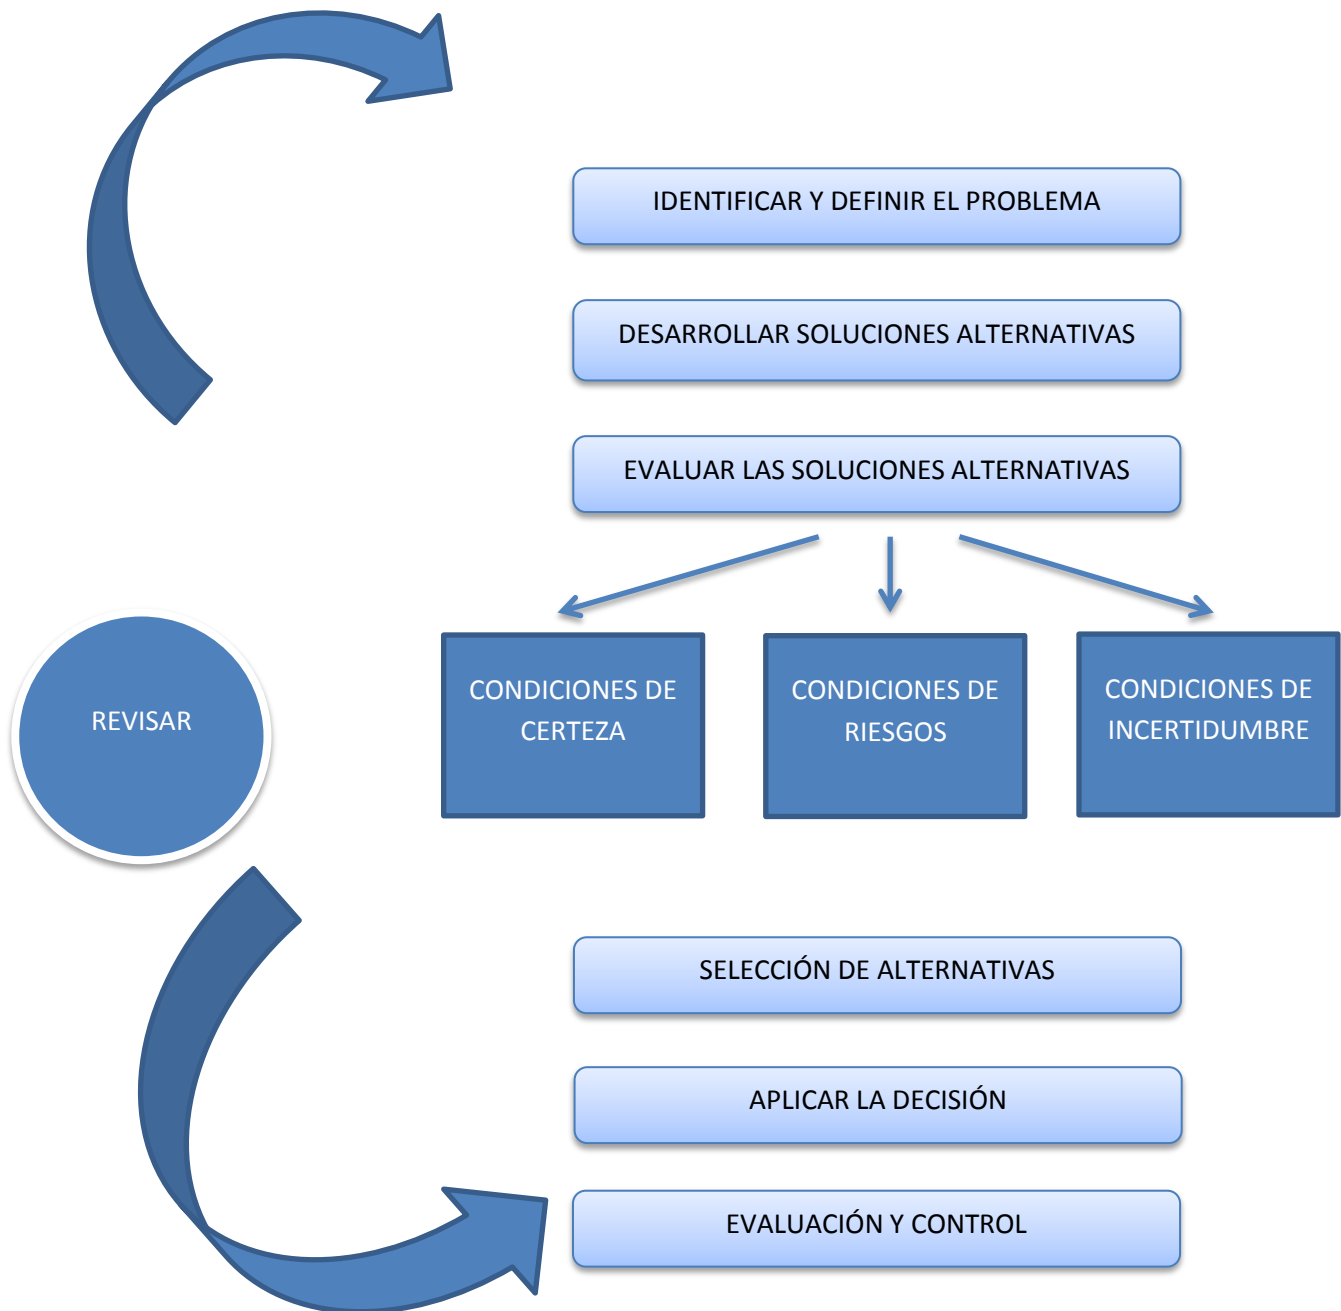 IDENTIFICAR Y DEFINIR EL PROBLEMA
DESARROLLAR SOLUCIONES ALTERNATIVAS
EVALUAR LAS SOLUCIONES ALTERNATIVAS
REVISAR
CONDICIONES DE
CERTEZA
CONDICIONES DE
RIESGOS
CONDICIONES DE
INCERTIDUMBRE
SELECCIÓN DE ALTERNATIVAS
APLICAR LA DECISIÓN
EVALUACIÓN Y CONTROL